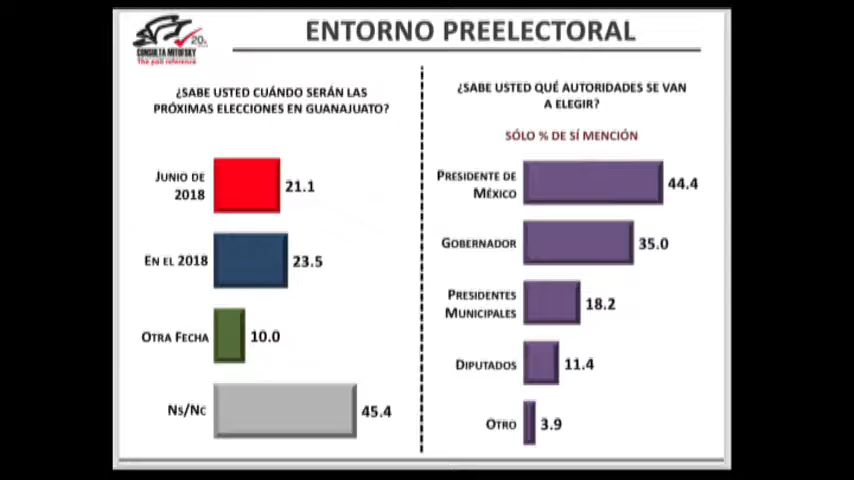 ENTORNO PREELECTORAL
20
CONSULTA MITOFSKY
The poll reference
¿SABE USTED CUÁNDO SERÁN LAS
PRÓXIMAS ELECCIONES EN GUANAJUATO?
JUNIO DE
2018
21.1
EN EL 2018
23.5
OTRA FECHA
10.0
NS/NC
45.4
¿SABE USTED QUÉ AUTORIDADES SE VAN
A ELEGIR?
SÓLO % DE SÍ MENCIÓN
PRESIDENTE DE
MÉXICO
44.4
GOBERNADOR
35.0
PRESIDENTES
MUNICIPALES
18.2
DIPUTADOS
11.4
OTRO
3.9